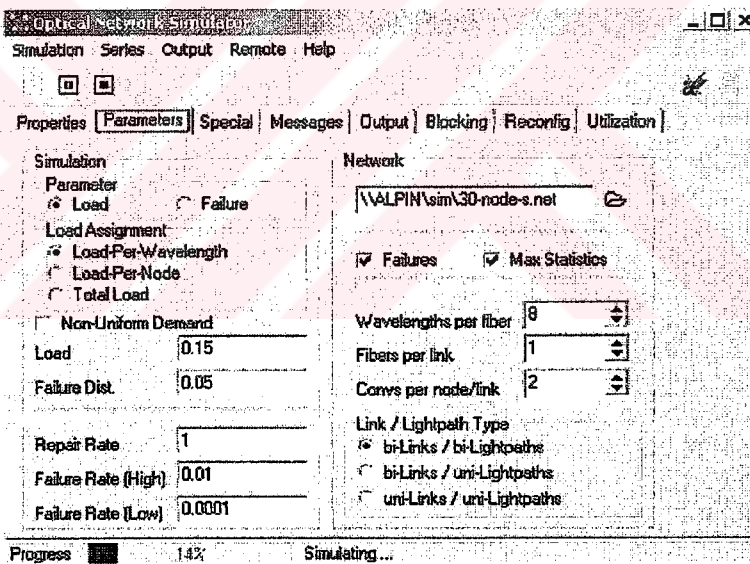 Optical Network Simulator
Simulation Series Output Remote Help
Properties Parameters Special Messages Output Blocking Reconfig Utilization
Simulation
Parameter
Load Failure
Load Assignment
Load-Per-Wavelength
Load-Per-Node
Total Load
Non-Uniform Demand
Load 0.15
Failure Dist. 0.05
Repair Rate 1
Failure Rate (High) 0.01
Failure Rate (Low) 0.0001
Network
\\ALPIN\sim\30-node-s.net
Failures Max Statistics
Wavelengths per fiber 8
Fibers per link 1
Convs per node/link 2
Link / Lightpath Type
bi-Links / bi-Lightpaths
bi-Links / uni-Lightpaths
uni-Links / uni-Lightpaths
Progress 14% Simulating...